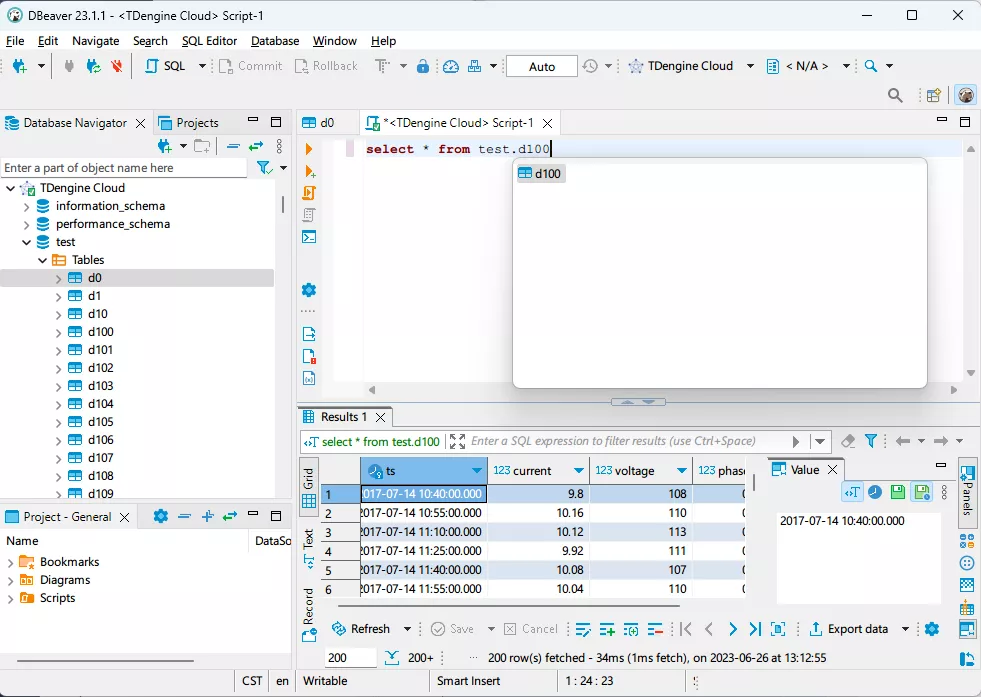 DBeaver 23.1.1 - <TDengine Cloud> Script-1
File Edit Navigate Search SQL Editor Database Window Help
SQL Commit Rollback Auto TDengine Cloud < N/A >
Database Navigator Projects
Enter a part of object name here
TDengine Cloud
information_schema
performance_schema
test
Tables
d0
d1
d10
d100
d101
d102
d103
d104
d105
d106
d107
d108
d109
Project - General
Name DataSo
Bookmarks
Diagrams
Scripts
d0 *<TDengine Cloud> Script-1
select * from test.d100
d100
Results 1
select * from test.d100 Enter a SQL expression to filter results (use Ctrl+Space)
Grid
Text
Record
ts 123 current 123 voltage 123 phase
1 2017-07-14 10:40:00.000 9.8 108
2 2017-07-14 10:55:00.000 10.16 110
3 2017-07-14 11:10:00.000 10.12 113
4 2017-07-14 11:25:00.000 9.92 111
5 2017-07-14 11:40:00.000 10.08 107
6 2017-07-14 11:55:00.000 10.04 110
Value
2017-07-14 10:40:00.000
Panels
Refresh Save Cancel Export data
200 200+ ... 200 row(s) fetched - 34ms (1ms fetch), on 2023-06-26 at 13:12:55
CST en Writable Smart Insert 1 : 24 : 23